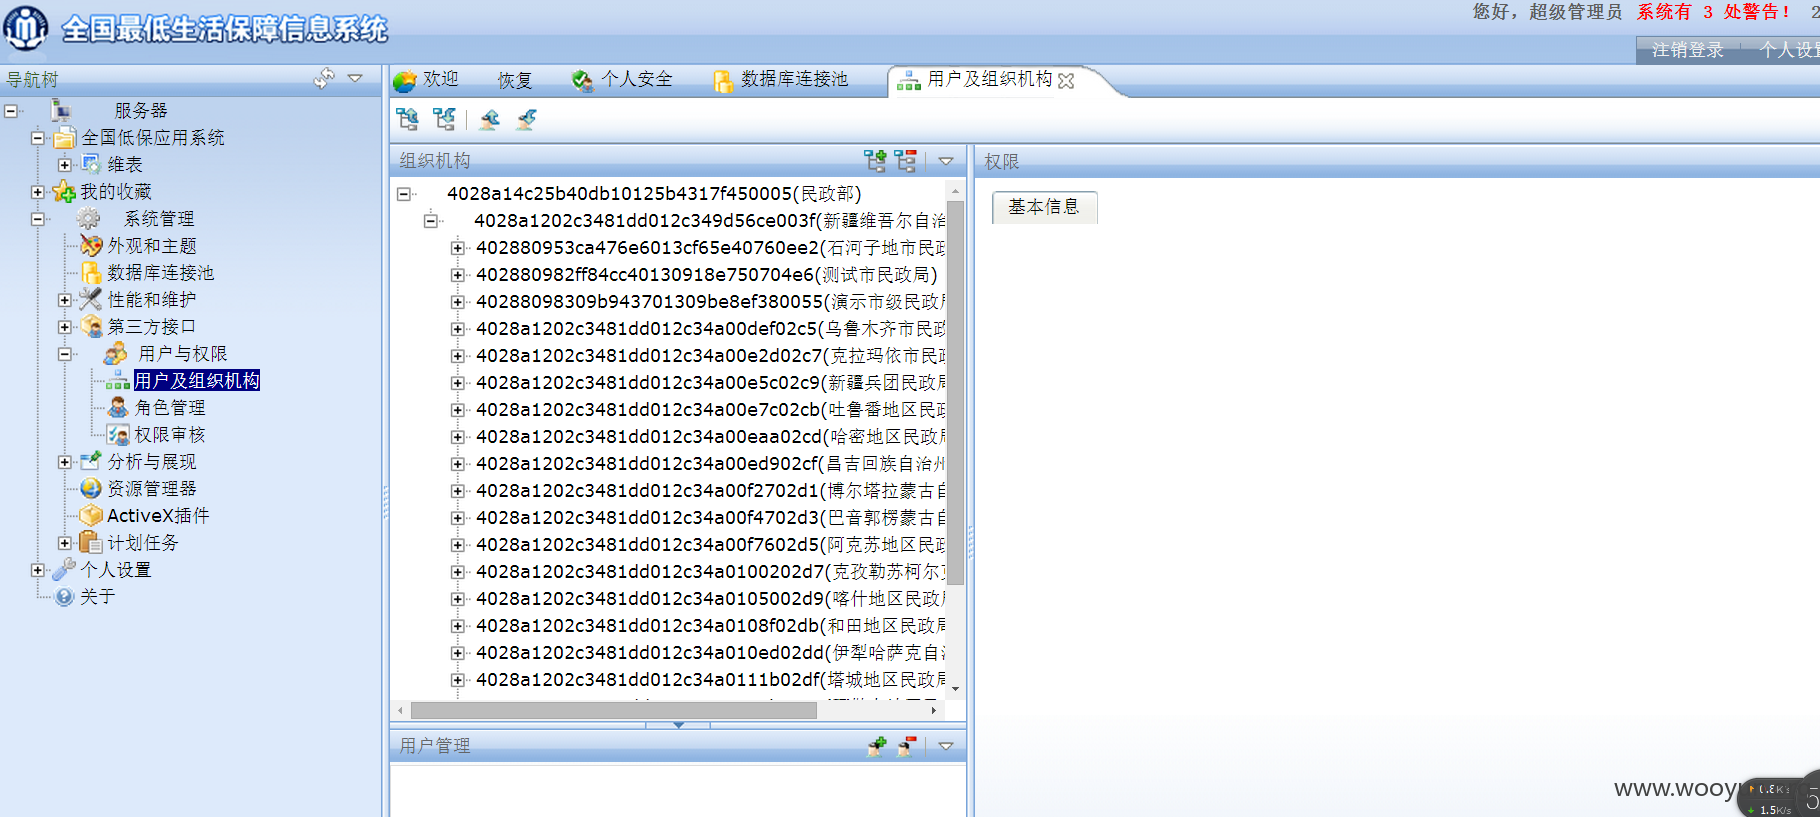 全国最低生活保障信息系统
您好，超级管理员 系统有 3 处警告！ 2
注销登录 个人设置
导航树
服务器
全国低保应用系统
维表
我的收藏
系统管理
外观和主题
数据库连接池
性能和维护
第三方接口
用户与权限
用户及组织机构
角色管理
权限审核
分析与展现
资源管理器
ActiveX插件
计划任务
个人设置
关于
欢迎 恢复 个人安全 数据库连接池 用户及组织机构
组织机构
4028a14c25b40db10125b4317f450005(民政部)
4028a1202c3481dd012c349d56ce003f(新疆维吾尔自治
402880953ca476e6013cf65e40760ee2(石河子地市民政
402880982ff84cc40130918e750704e6(测试市民政局)
40288098309b943701309be8ef380055(演示市级民政局
4028a1202c3481dd012c34a00def02c5(乌鲁木齐市民政
4028a1202c3481dd012c34a00e2d02c7(克拉玛依市民政
4028a1202c3481dd012c34a00e5c02c9(新疆兵团民政局
4028a1202c3481dd012c34a00e7c02cb(吐鲁番地区民政
4028a1202c3481dd012c34a00eaa02cd(哈密地区民政局
4028a1202c3481dd012c34a00ed902cf(昌吉回族自治州
4028a1202c3481dd012c34a00f2702d1(博尔塔拉蒙古自
4028a1202c3481dd012c34a00f4702d3(巴音郭楞蒙古自
4028a1202c3481dd012c34a00f7602d5(阿克苏地区民政
4028a1202c3481dd012c34a0100202d7(克孜勒苏柯尔克
4028a1202c3481dd012c34a0105002d9(喀什地区民政局
4028a1202c3481dd012c34a0108f02db(和田地区民政局
4028a1202c3481dd012c34a010ed02dd(伊犁哈萨克自治
4028a1202c3481dd012c34a0111b02df(塔城地区民政局
用户管理
权限
基本信息
www.wooy
0.8K/s
1.5K/s
5